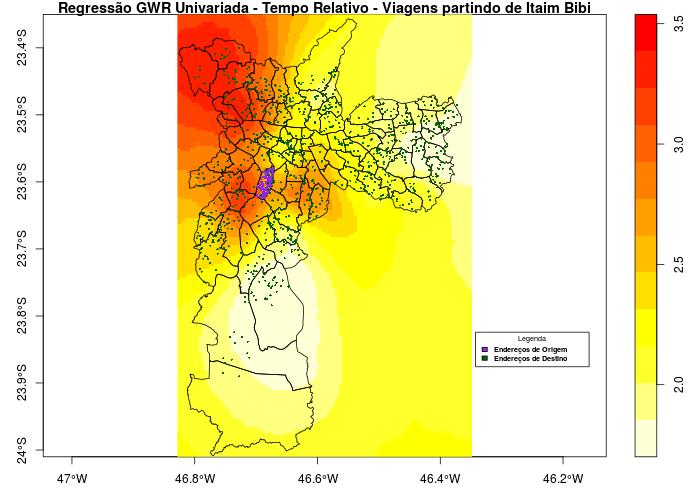 Regressão GWR Univariada - Tempo Relativo - Viagens partindo de Itaim Bibi
23.4°S
23.5°S
23.6°S
23.7°S
23.8°S
23.9°S
24°S
47°W
46.8°W
46.6°W
46.4°W
46.2°W
Legenda
Endereços de Origem
Endereços de Destino
3.5
3.0
2.5
2.0